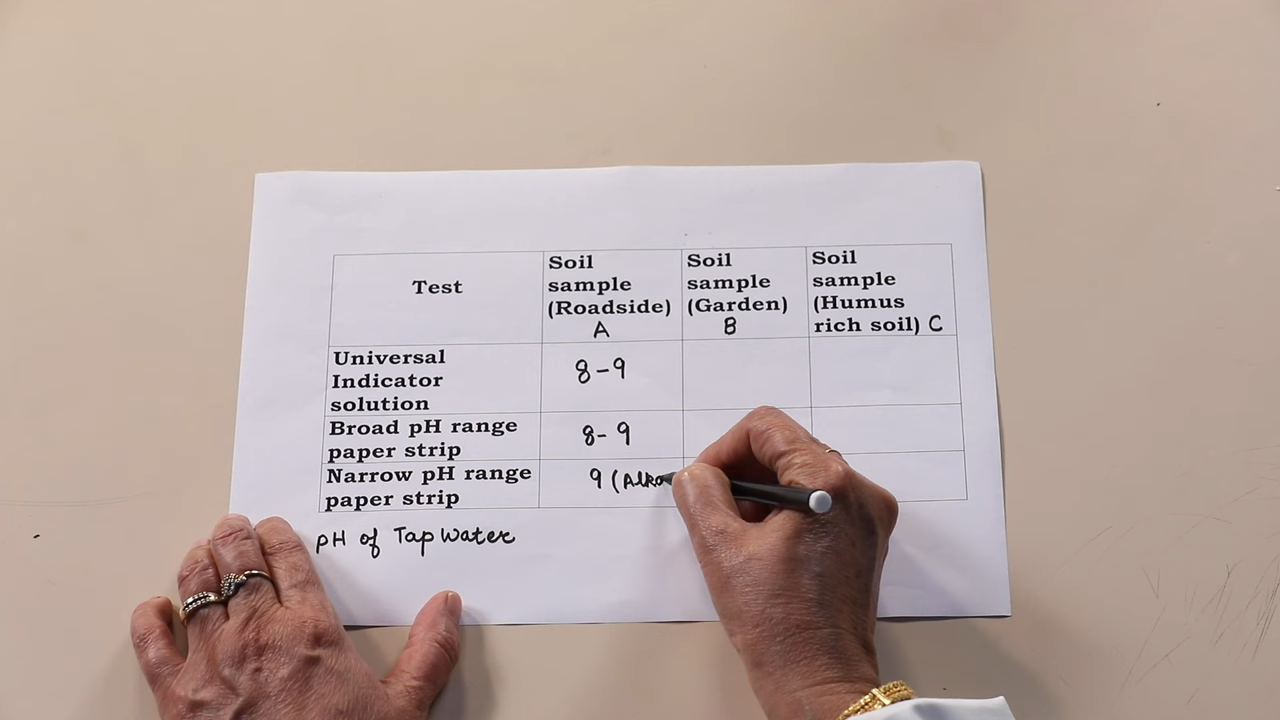 Test
Soil
sample
(Roadside)
A
Soil
sample
(Garden)
B
Soil
sample
(Humus
rich soil) C
Universal
Indicator
solution
8-9
Broad pH range
paper strip
8-9
Narrow pH range
paper strip
9 (Alka
pH of Tap Water